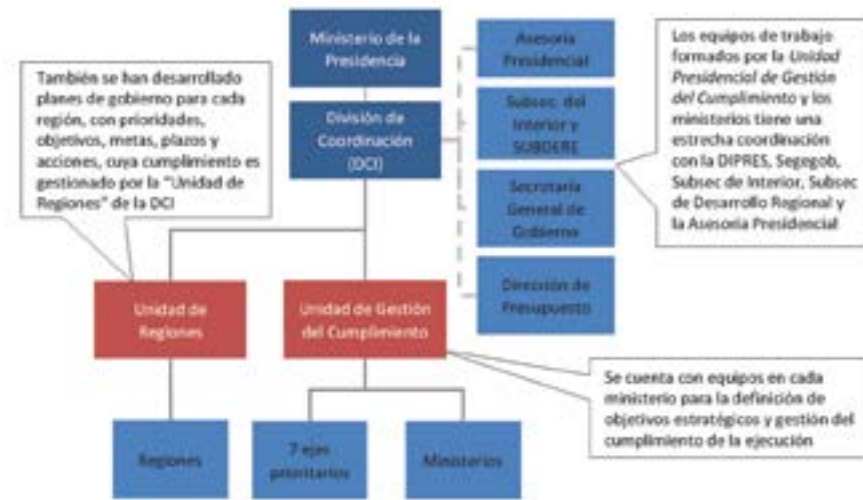 Ministerio de la
Presidencia
División de
Coordinación
(DCI)
Asesoría
Presidencial
Subsec. del
Interior y
SUBDERE
Secretaría
General de
Gobierno
Dirección de
Presupuesto
Los equipos de trabajo
formados por la Unidad
Presidencial de Gestión
del Cumplimiento y los
ministerios tiene una
estrecha coordinación
con la DIPRES, Segegob,
Subsec de Interior, Subsec
de Desarrollo Regional y
la Asesoria Presidencial
También se han desarrollado
planes de gobierno para cada
región, con prioridades,
objetivos, metas, plazos y
acciones, cuya cumplimiento es
gestionado por la "Unidad de
Regiones" de la DCI
Unidad de
Regiones
Unidad de Gestión
del Cumplimiento
Se cuenta con equipos en cada
ministerio para la definición de
objetivos estratégicos y gestión del
cumplimiento de la ejecución
Regiones
7 ejes
prioritarios
Ministerios